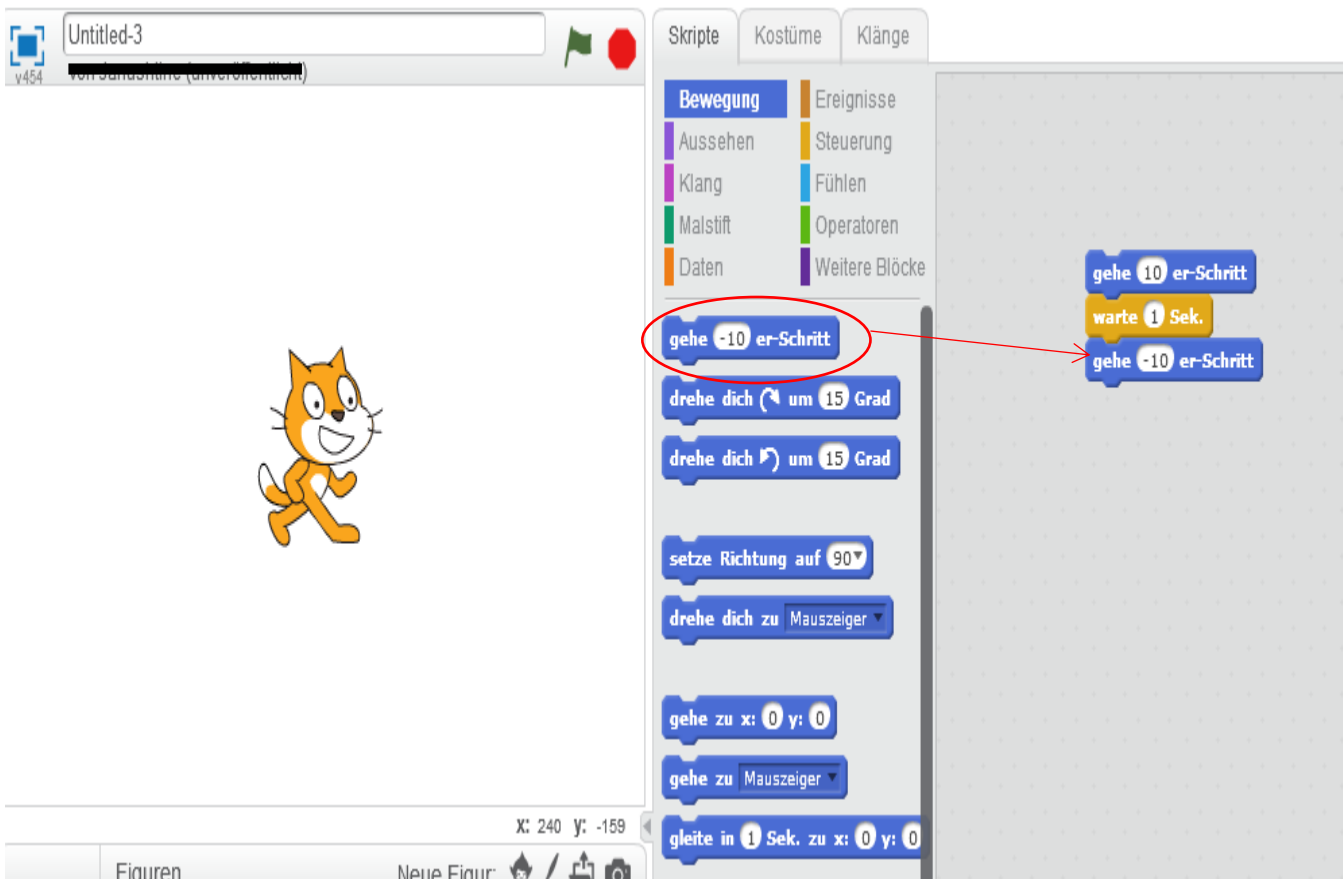 Untitled-3
v454
Skripte
Kostüme
Klänge
Bewegung
Ereignisse
Aussehen
Steuerung
Klang
Fühlen
Malstift
Operatoren
Daten
Weitere Blöcke
gehe -10 er-Schritt
drehe dich um 15 Grad
drehe dich um 15 Grad
setze Richtung auf 90
drehe dich zu Mauszeiger
gehe zu x: 0 y: 0
gehe zu Mauszeiger
gleite in 1 Sek. zu x: 0 y: 0
gehe 10 er-Schritt
warte 1 Sek.
gehe -10 er-Schritt
x: 240 y: -159
Figuren
Neue Figur: